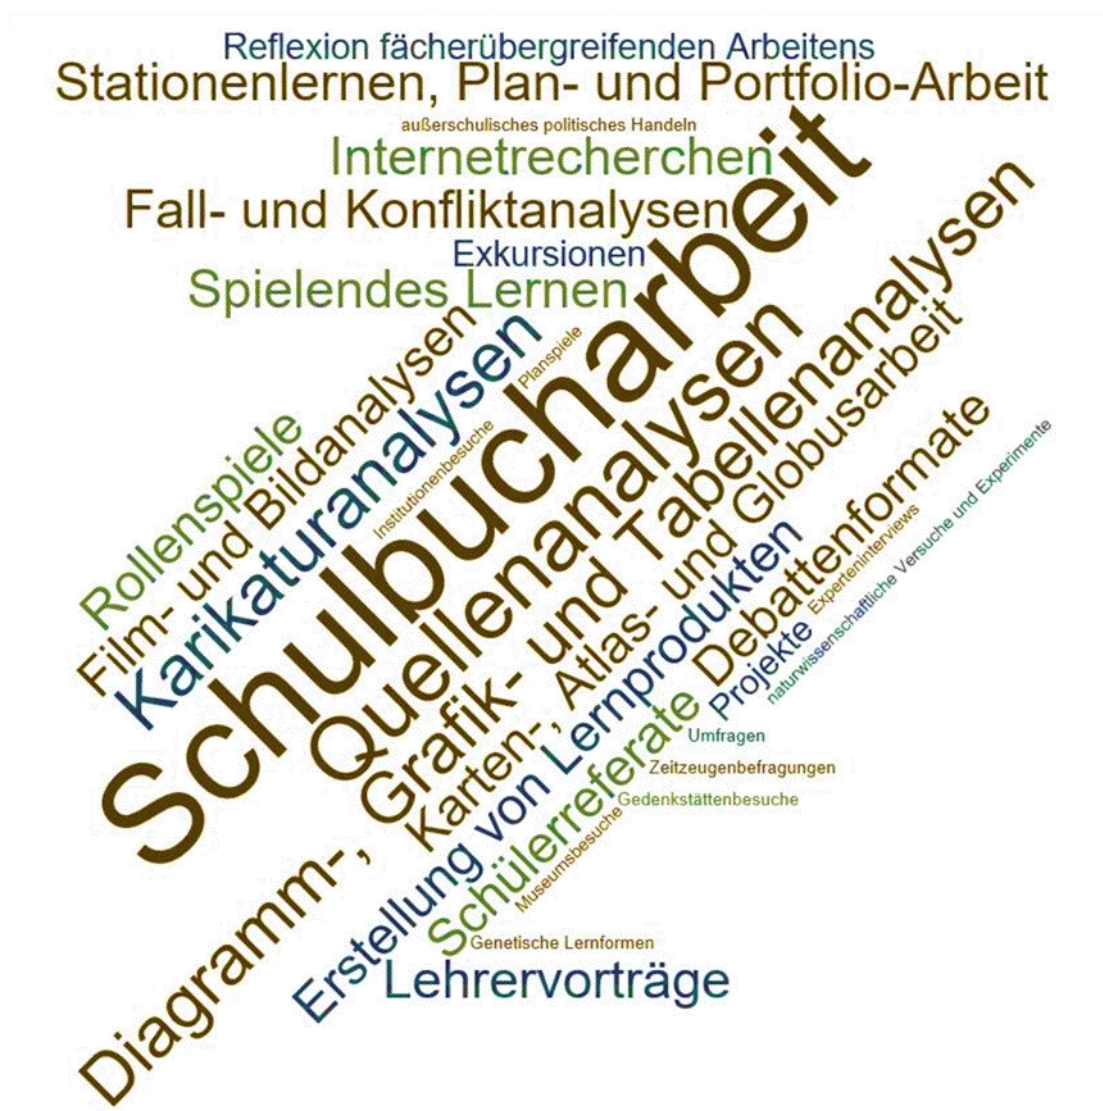 Reflexion fächerübergreifenden Arbeitens
Stationenlernen, Plan- und Portfolio-Arbeit
außerschulisches politisches Handeln
Internetrecherchen
Fall- und Konfliktanalysen
Exkursionen
Spielendes Lernen
Rollenspiele
Film- und Bildanalysen
Karikaturanalysen
Planspiele
Institutionenbesuche
Schulbucharbeit
Quellenanalysen
Diagramm-, Grafik- und Tabellenanalysen
Karten-, Atlas- und Globusarbeit
Erstellung von Lernprodukten
Schülerreferate
Debattenformate
Projekte
Experteninterviews
naturwissenschaftliche Versuche und Experimente
Umfragen
Zeitzeugenbefragungen
Gedenkstättenbesuche
Museumsbesuche
Genetische Lernformen
Lehrervorträge